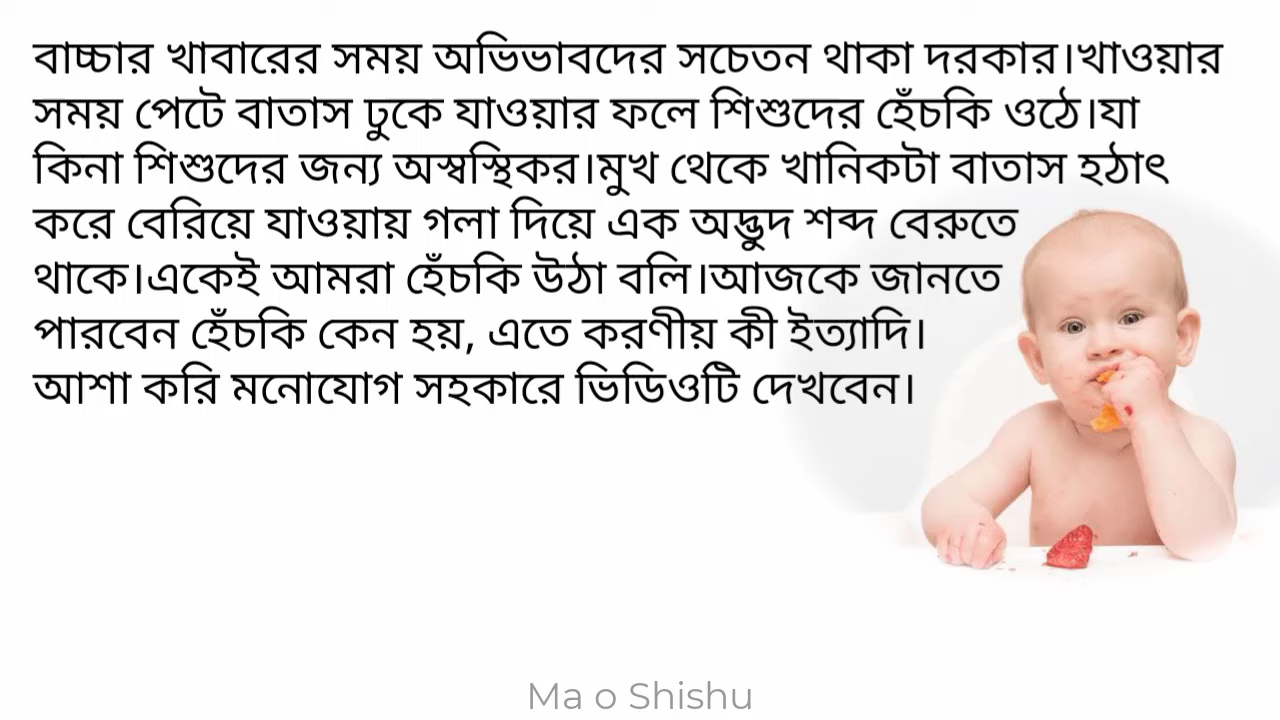 বাচ্চার খাবারের সময় অভিভাবদের সচেতন থাকা দরকার।খাওয়ার
সময় পেটে বাতাস ঢুকে যাওয়ার ফলে শিশুদের হেঁচকি ওঠে।যা
কিনা শিশুদের জন্য অস্বস্থিকর।মুখ থেকে খানিকটা বাতাস হঠাৎ
করে বেরিয়ে যাওয়ায় গলা দিয়ে এক অদ্ভুদ শব্দ বেরুতে
থাকে।একেই আমরা হেঁচকি উঠা বলি।আজকে জানতে
পারবেন হেঁচকি কেন হয়, এতে করণীয় কী ইত্যাদি।
আশা করি মনোযোগ সহকারে ভিডিওটি দেখবেন।
Ma o Shishu